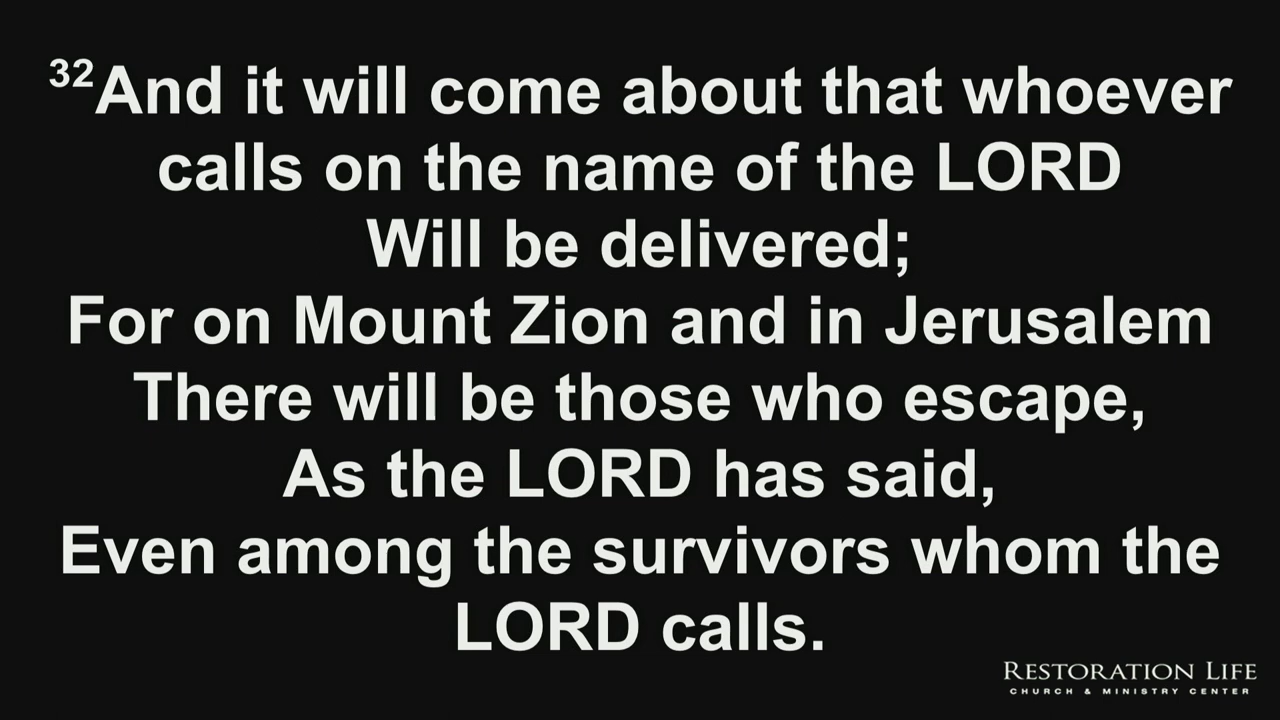 32And it will come about that whoever
calls on the name of the LORD
Will be delivered;
For on Mount Zion and in Jerusalem
There will be those who escape,
As the LORD has said,
Even among the survivors whom the
LORD calls.
RESTORATION LIFE
CHURCH & MINISTRY CENTER